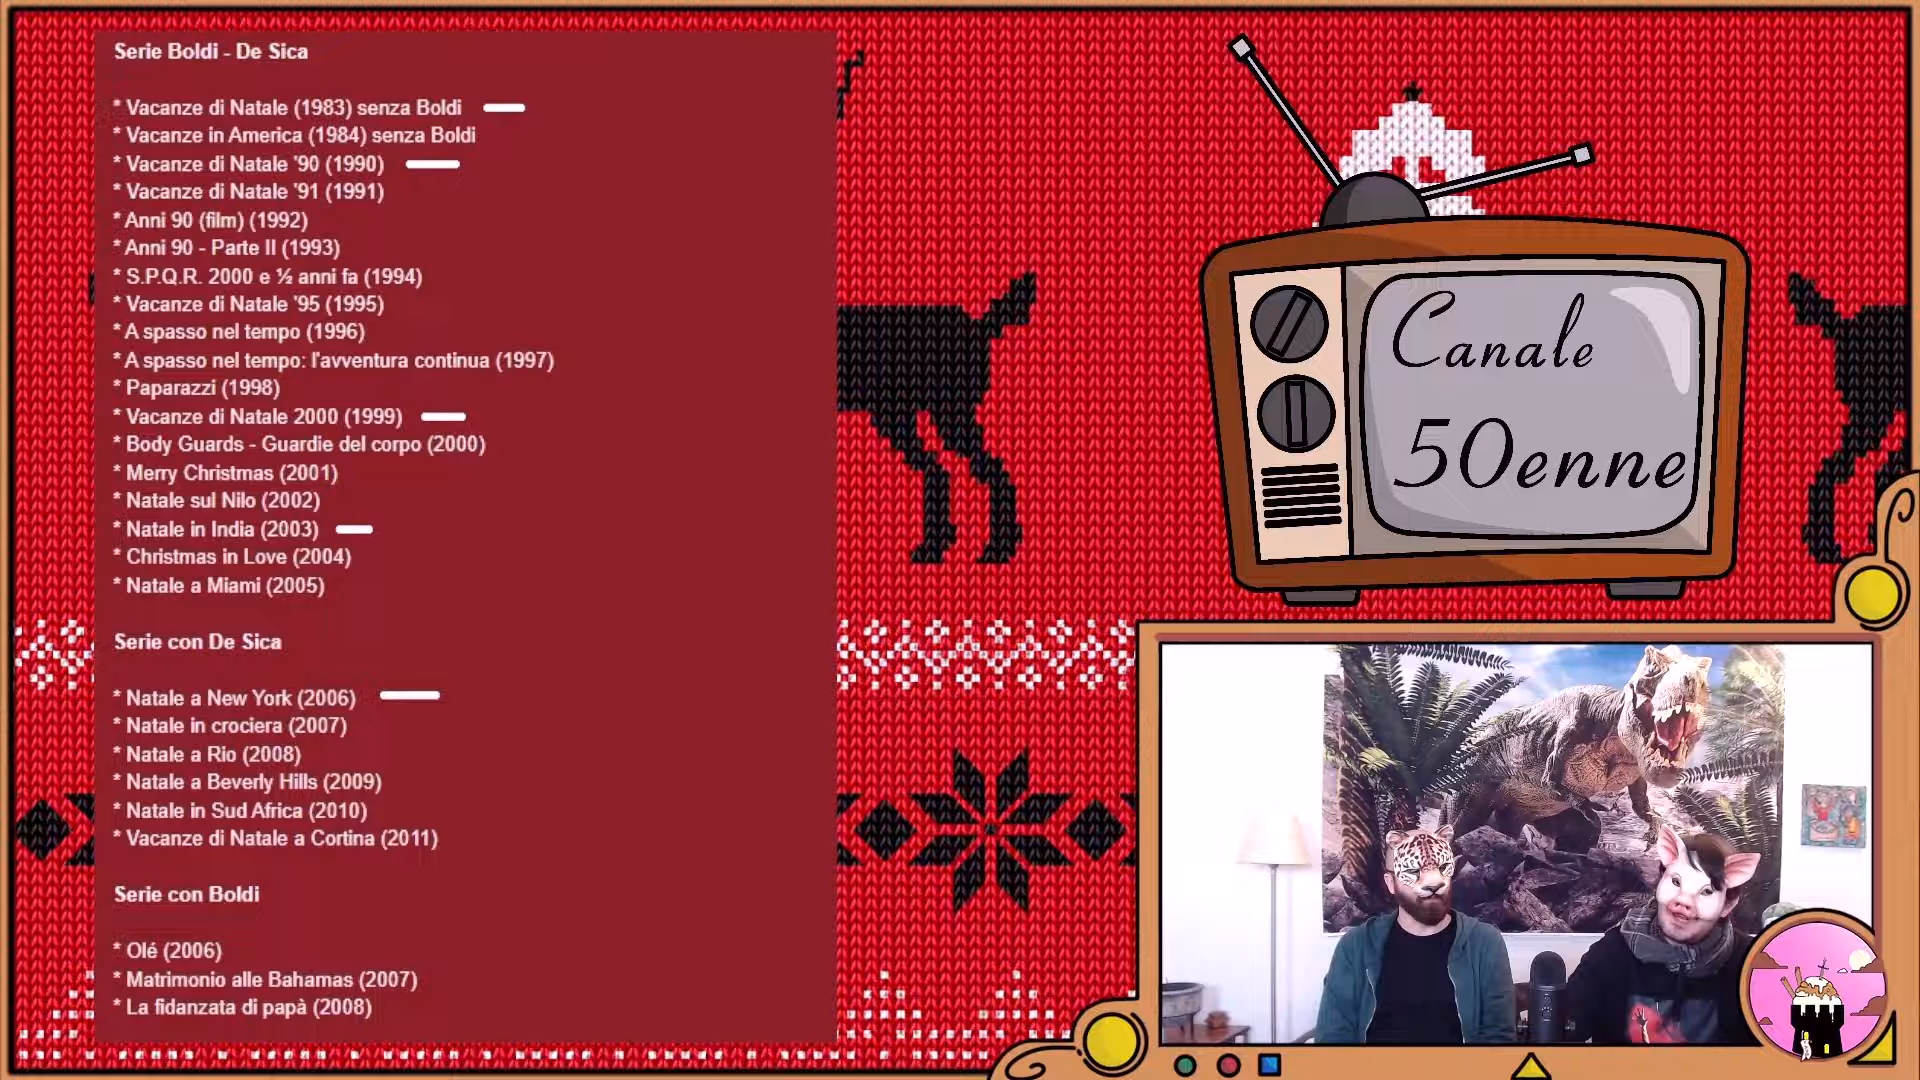 Serie Boldi - De Sica
* Vacanze di Natale (1983) senza Boldi
* Vacanze in America (1984) senza Boldi
* Vacanze di Natale '90 (1990)
* Vacanze di Natale '91 (1991)
* Anni 90 (film) (1992)
* Anni 90 - Parte II (1993)
* S.P.Q.R. 2000 e ½ anni fa (1994)
* Vacanze di Natale '95 (1995)
* A spasso nel tempo (1996)
* A spasso nel tempo: l'avventura continua (1997)
* Paparazzi (1998)
* Vacanze di Natale 2000 (1999)
* Body Guards - Guardie del corpo (2000)
* Merry Christmas (2001)
* Natale sul Nilo (2002)
* Natale in India (2003)
* Christmas in Love (2004)
* Natale a Miami (2005)
Serie con De Sica
* Natale a New York (2006)
* Natale in crociera (2007)
* Natale a Rio (2008)
* Natale a Beverly Hills (2009)
* Natale in Sud Africa (2010)
* Vacanze di Natale a Cortina (2011)
Serie con Boldi
* Olé (2006)
* Matrimonio alle Bahamas (2007)
* La fidanzata di papà (2008)
Canale
50enne